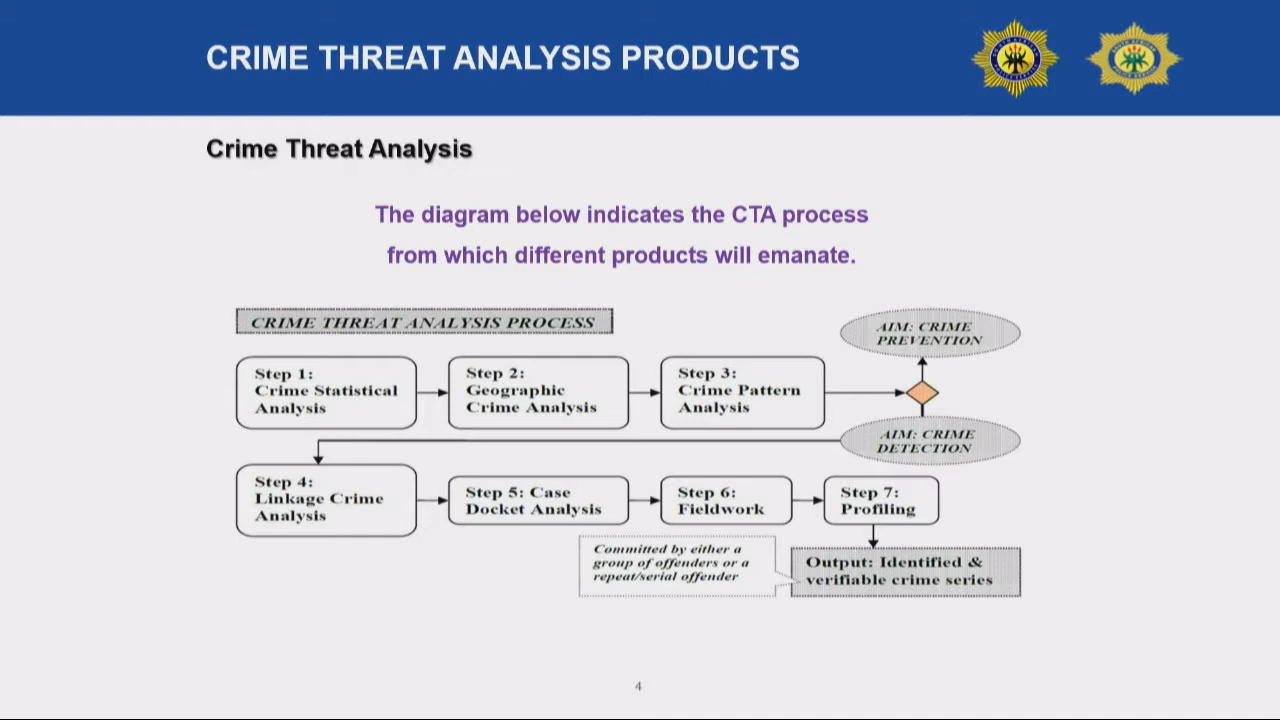 CRIME THREAT ANALYSIS PRODUCTS
Crime Threat Analysis
The diagram below indicates the CTA process
from which different products will emanate.
CRIME THREAT ANALYSIS PROCESS
AIM: CRIME
PREVENTION
Step 1:
Crime Statistical
Analysis
Step 2:
Geographic
Crime Analysis
Step 3:
Crime Pattern
Analysis
AIM: CRIME
DETECTION
Step 4:
Linkage Crime
Analysis
Step 5: Case
Docket Analysis
Step 6:
Fieldwork
Step 7:
Profiling
Committed by either a
group of offenders or a
repeat/serial offender
Output: Identified &
verifiable crime series
4